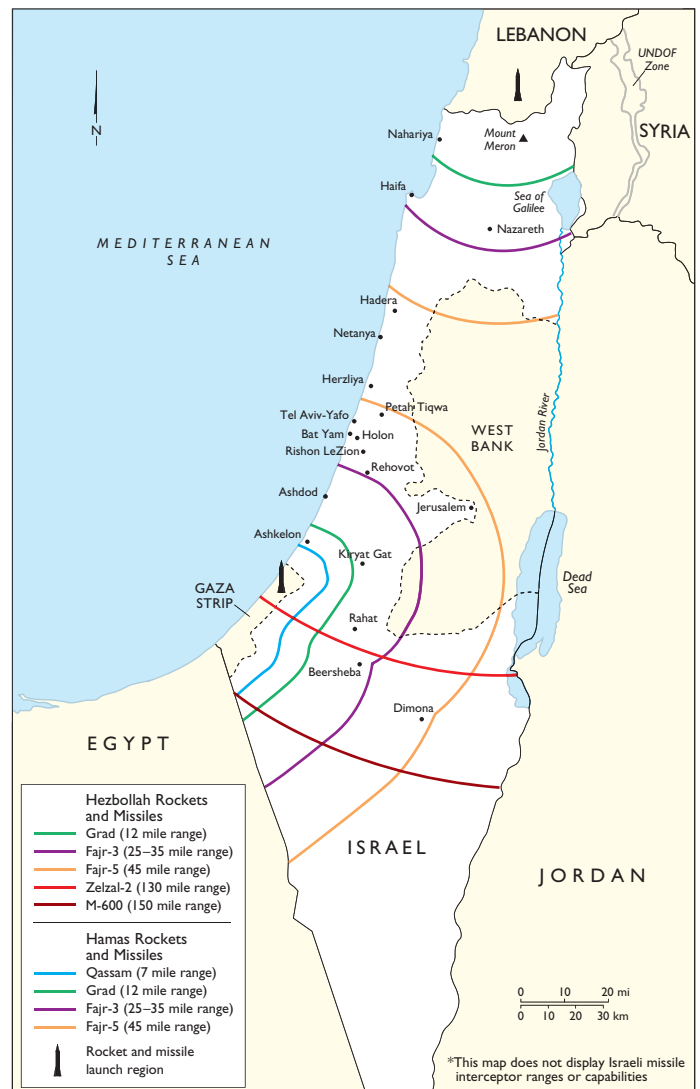 LEBANON
UNDOF
Zone
SYRIA
N
Nahariya
Mount
Meron
Haifa
Sea of
Galilee
Nazareth
MEDITERRANEAN
SEA
Hadera
Netanya
Herzliya
Petah Tiqwa
Tel Aviv-Yafo
Bat Yam
Holon
Rishon LeZion
Rehovot
WEST
BANK
Jordan River
Ashdod
Jerusalem
Ashkelon
Kiryat Gat
GAZA
STRIP
Dead
Sea
Rahat
Beersheba
Dimona
EGYPT
ISRAEL
JORDAN
Hezbollah Rockets
and Missiles
Grad (12 mile range)
Fajr-3 (25–35 mile range)
Fajr-5 (45 mile range)
Zelzal-2 (130 mile range)
M-600 (150 mile range)
Hamas Rockets
and Missiles
Qassam (7 mile range)
Grad (12 mile range)
Fajr-3 (25–35 mile range)
Fajr-5 (45 mile range)
Rocket and missile
launch region
0 10 20 mi
0 10 20 30 km
*This map does not display Israeli missile
interceptor ranges or capabilities